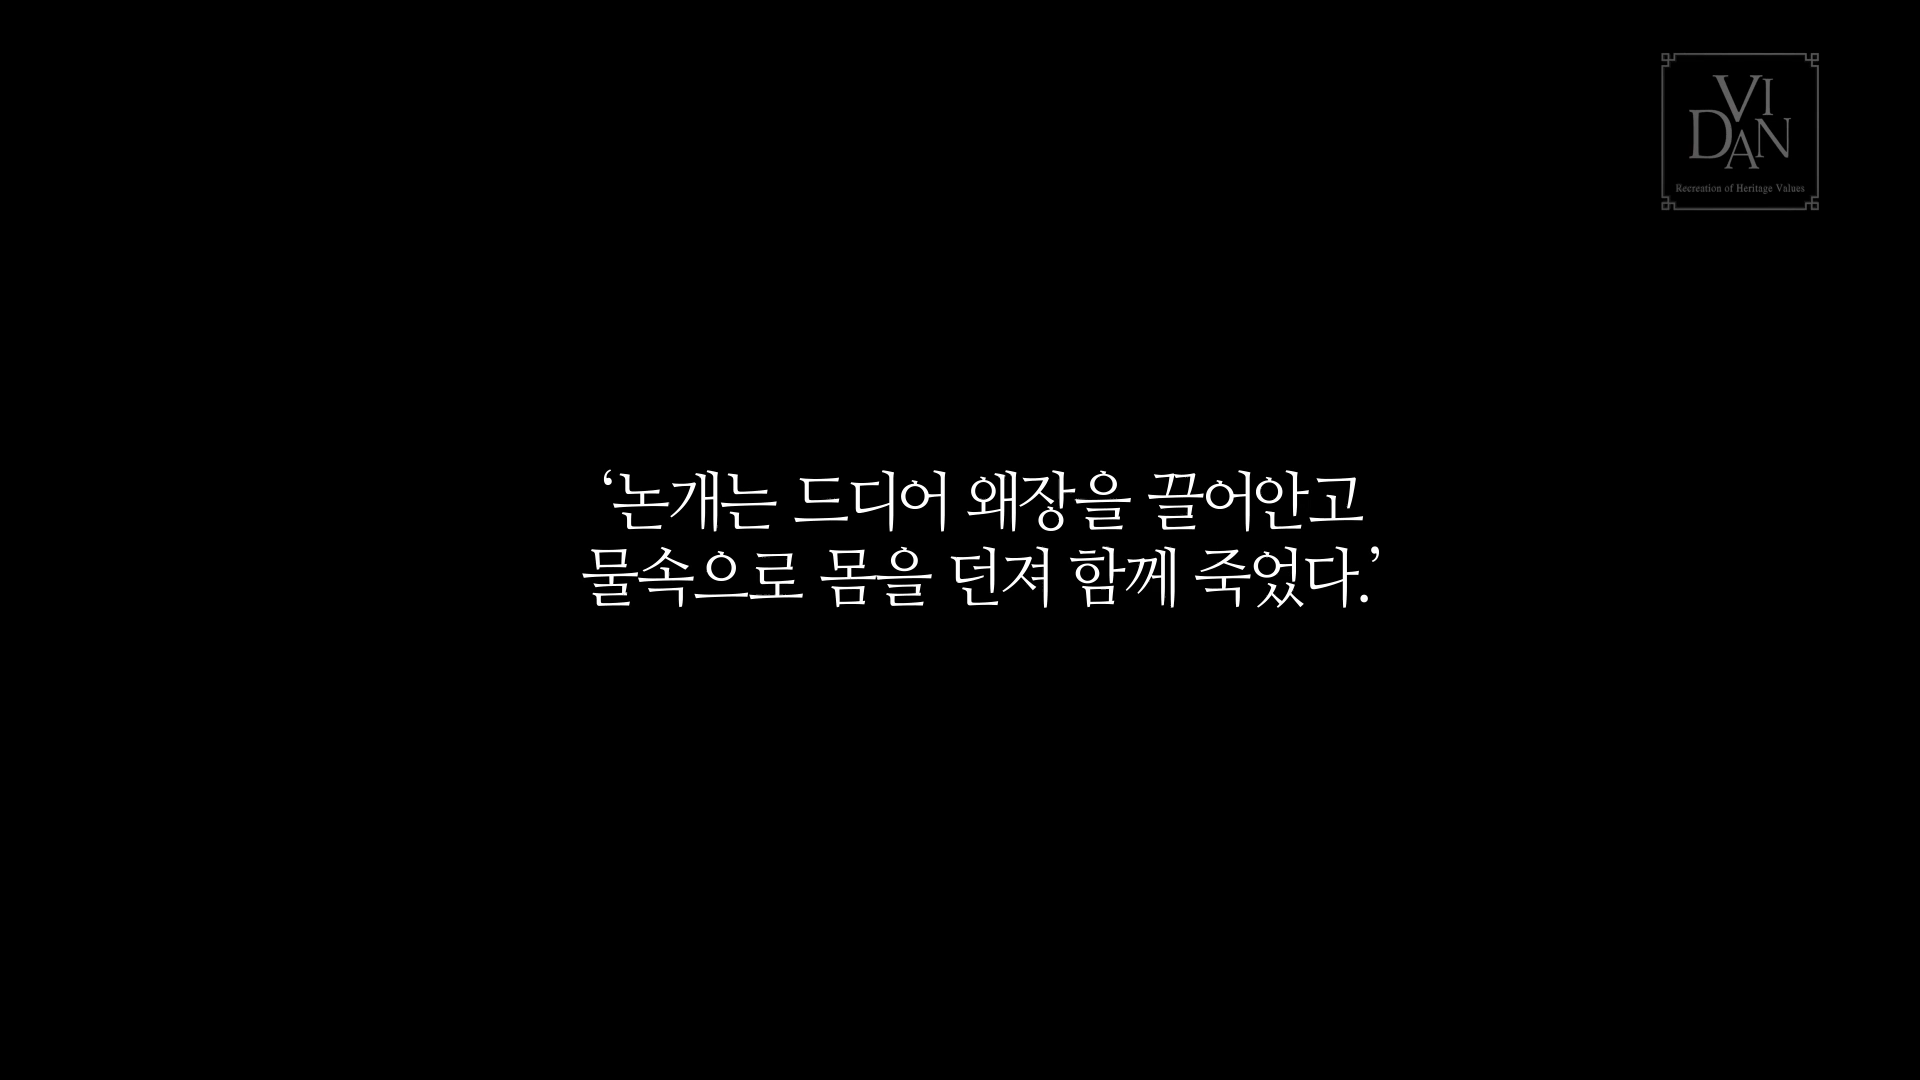 VI
DAN
Recreation of Heritage Values
‘논개는 드디어 왜장을 끌어안고
물속으로 몸을 던져 함께 죽었다.’